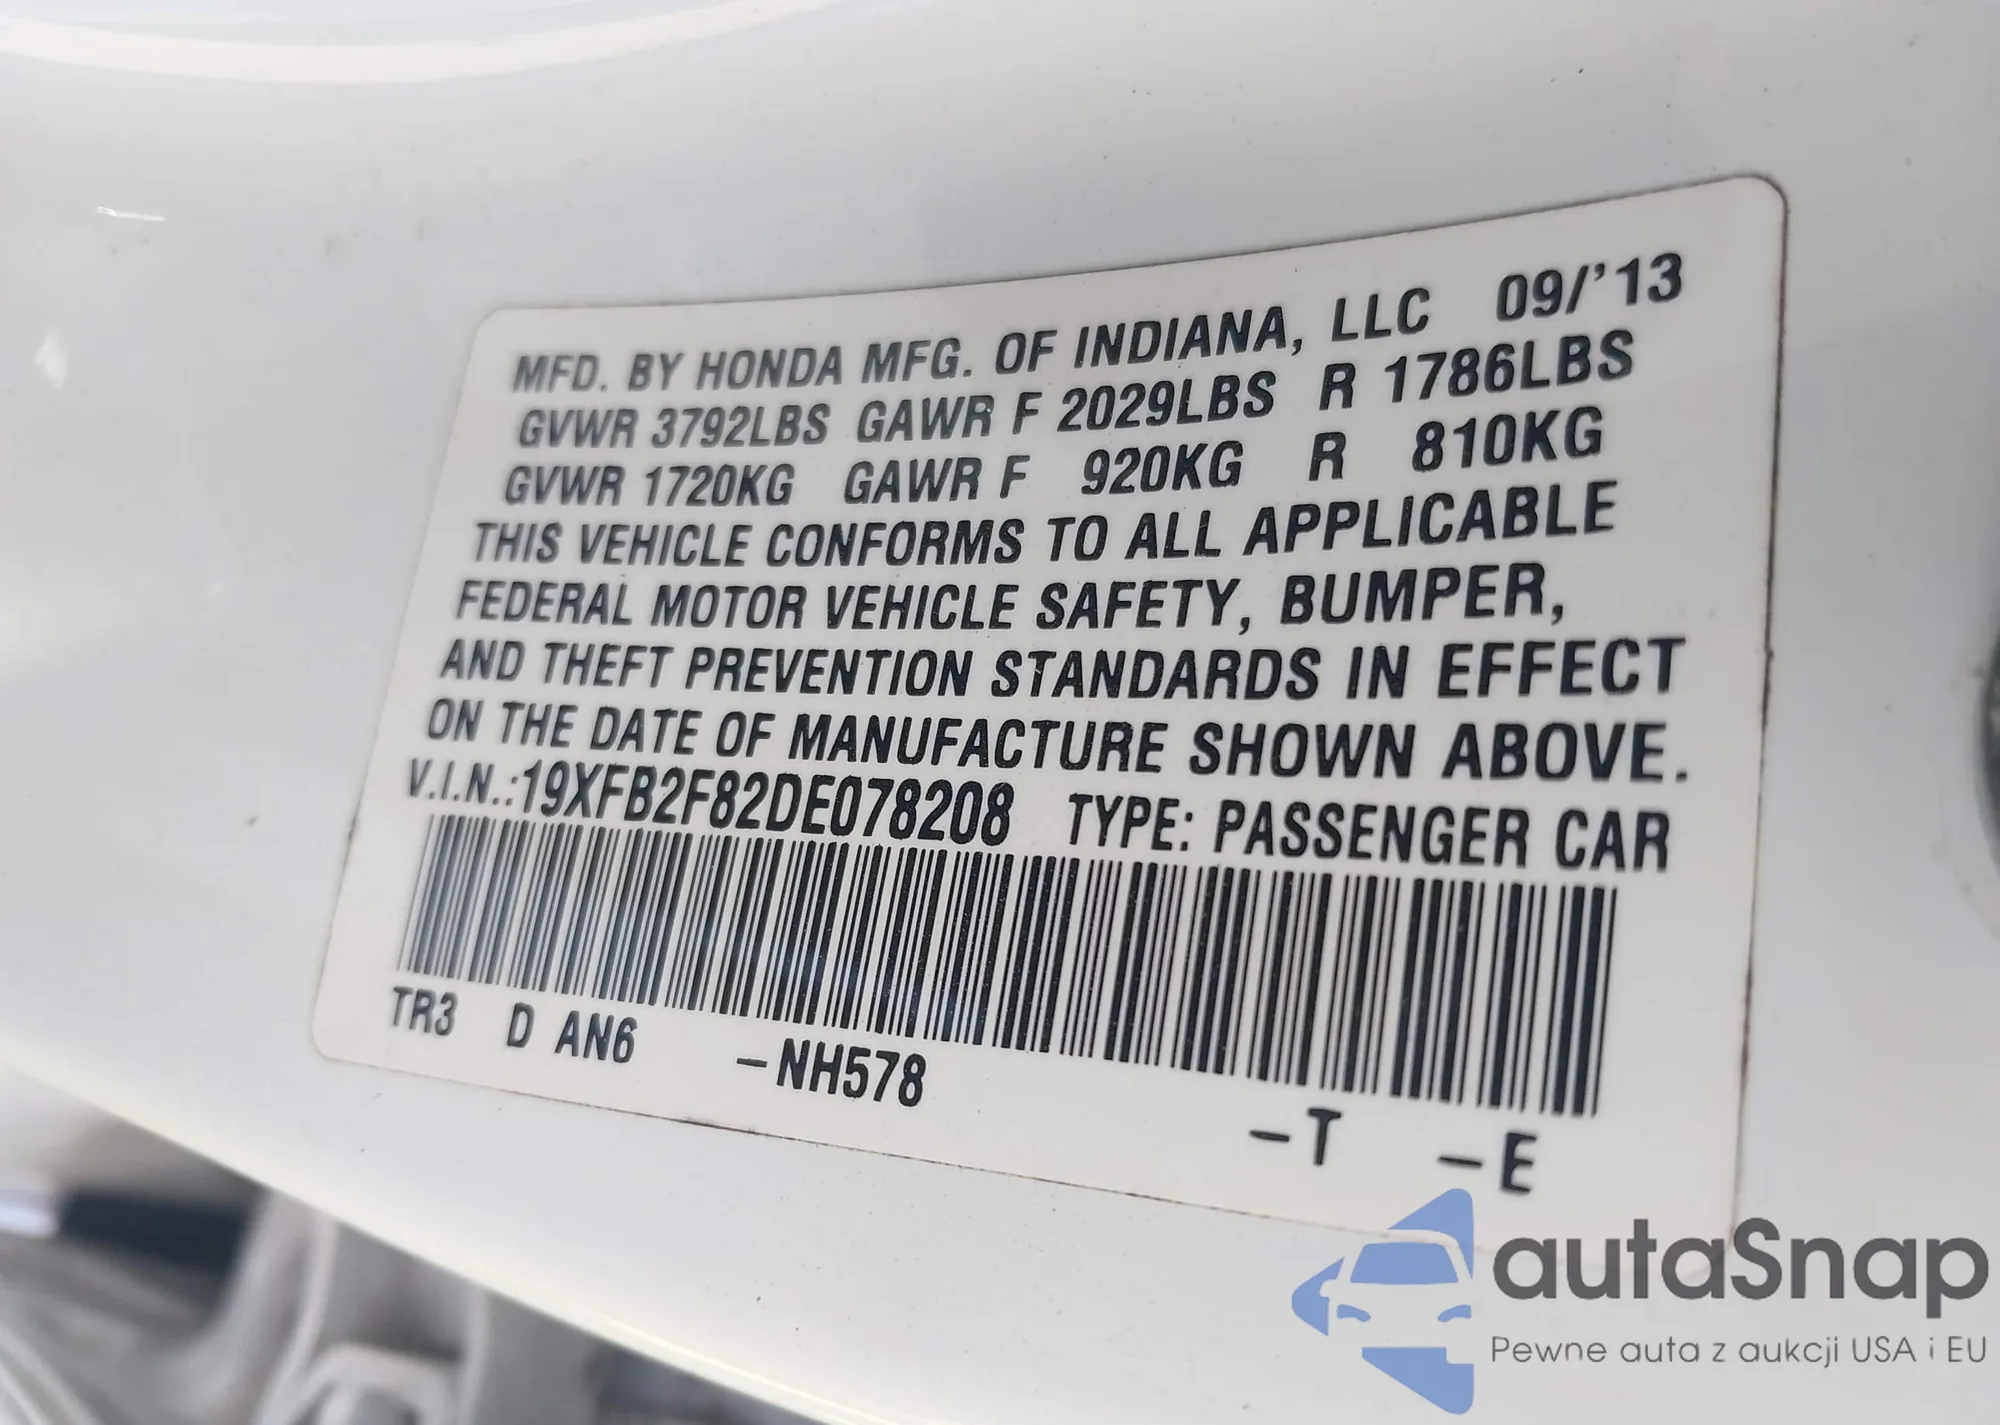 MFD. BY HONDA MFG. OF INDIANA, LLC 09/'13
GVWR 3792LBS GAWR F 2029LBS R 1786LBS
GVWR 1720KG GAWR F 920KG R 810KG
THIS VEHICLE CONFORMS TO ALL APPLICABLE
FEDERAL MOTOR VEHICLE SAFETY, BUMPER,
AND THEFT PREVENTION STANDARDS IN EFFECT
ON THE DATE OF MANUFACTURE SHOWN ABOVE.
V.I.N.:19XFB2F82DE078208 TYPE: PASSENGER CAR
TR3 D AN6 -NH578 -T -E
autaSnap
Pewne auta z aukcji USA i EU